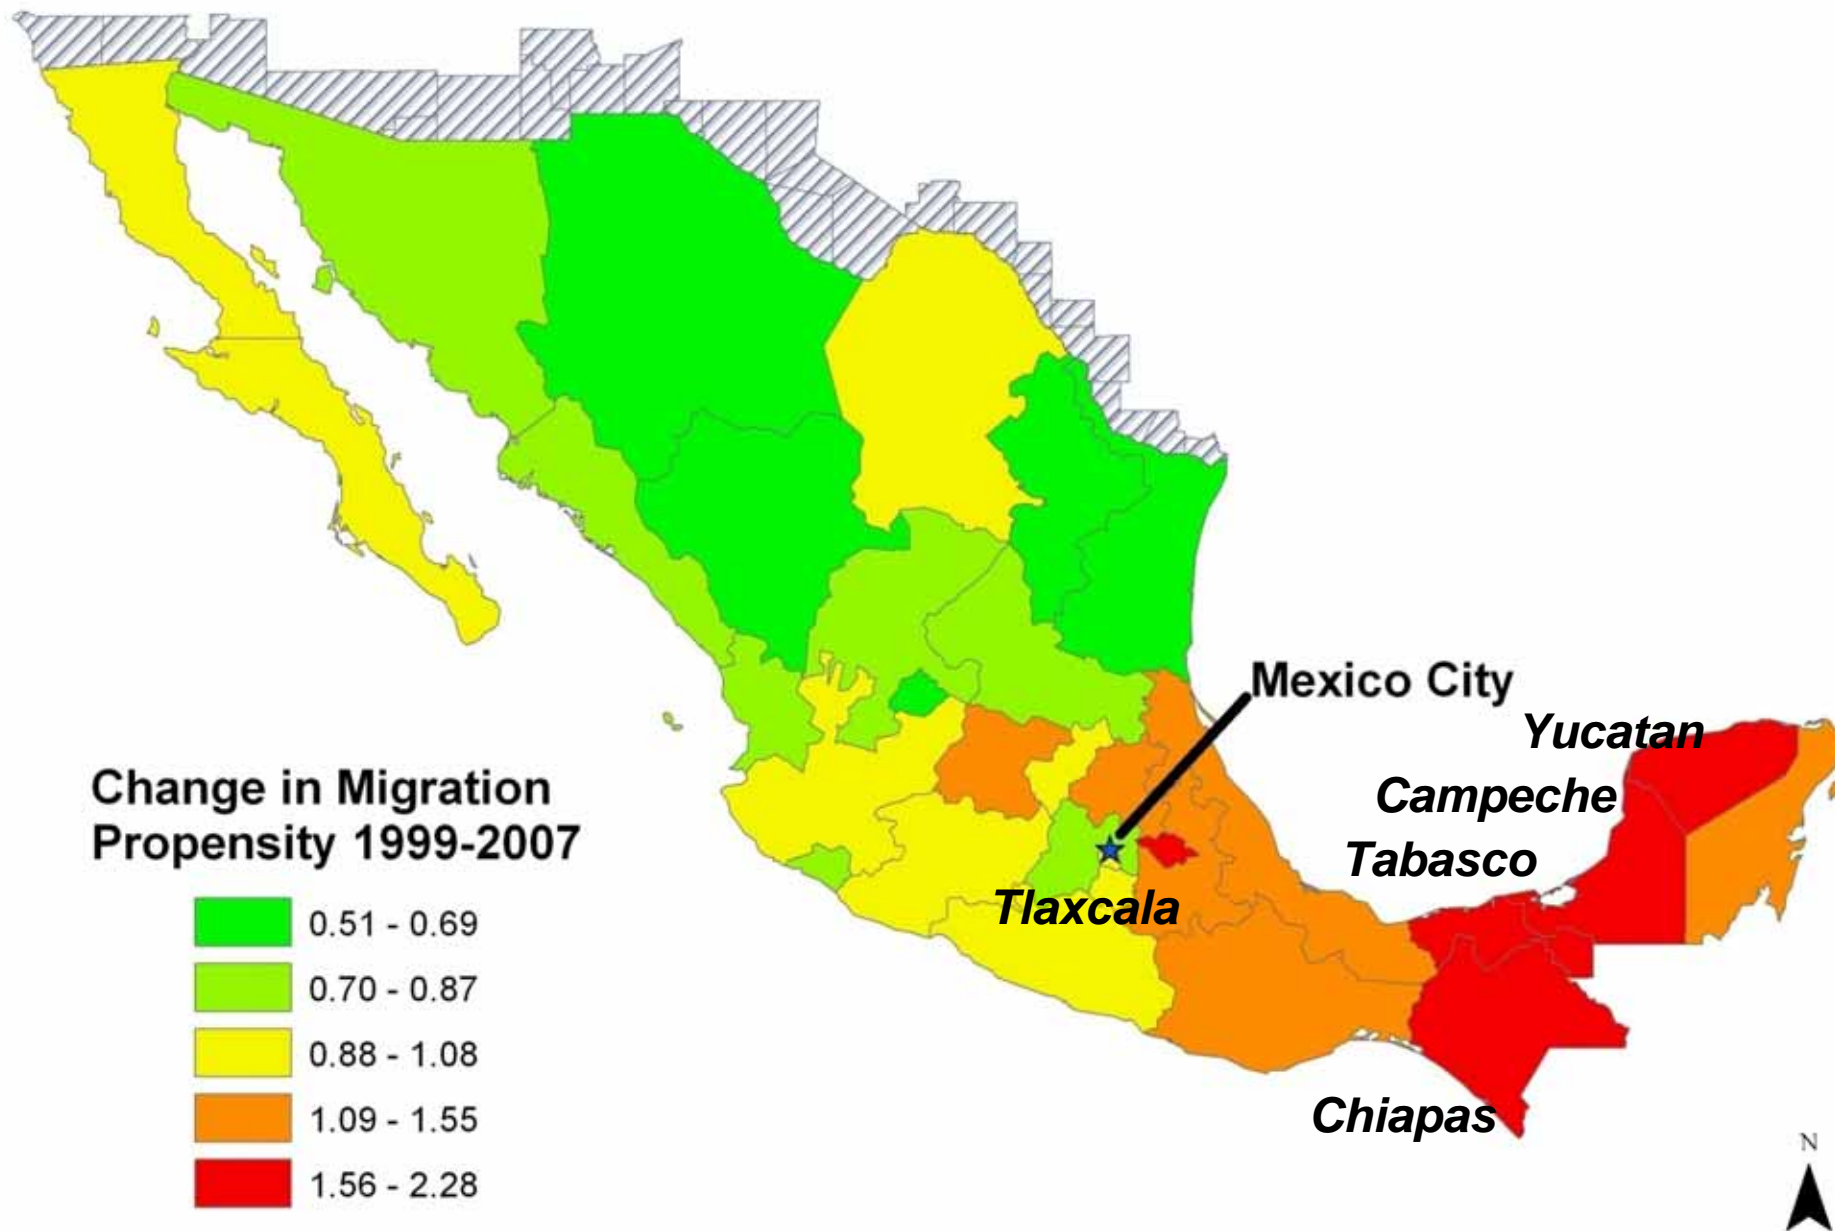 Mexico City
Yucatan
Campeche
Tabasco
Tlaxcala
Chiapas
Change in Migration
Propensity 1999-2007
0.51 - 0.69
0.70 - 0.87
0.88 - 1.08
1.09 - 1.55
1.56 - 2.28
N